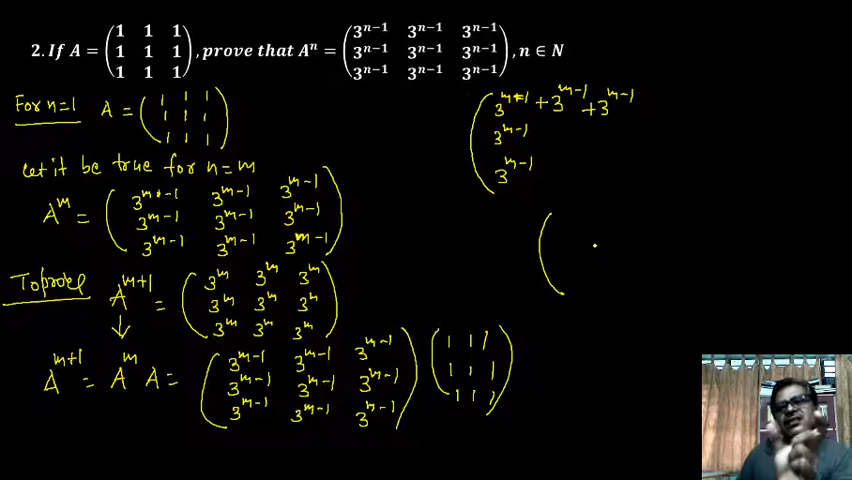 2. If A = (1 1 1
1 1 1
1 1 1), prove that Aⁿ = (3ⁿ⁻¹ 3ⁿ⁻¹ 3ⁿ⁻¹
3ⁿ⁻¹ 3ⁿ⁻¹ 3ⁿ⁻¹
3ⁿ⁻¹ 3ⁿ⁻¹ 3ⁿ⁻¹), n ∈ N
For n=1 A = (1 1 1
1 1 1
1 1 1)
Let it be true for n=m
Aᵐ = (3ᵐ⁻¹ 3ᵐ⁻¹ 3ᵐ⁻¹
3ᵐ⁻¹ 3ᵐ⁻¹ 3ᵐ⁻¹
3ᵐ⁻¹ 3ᵐ⁻¹ 3ᵐ⁻¹)
To prove Aᵐ⁺¹ = (3ᵐ 3ᵐ 3ᵐ
3ᵐ 3ᵐ 3ᵐ
3ᵐ 3ᵐ 3ᵐ)
↓
Aᵐ⁺¹ = Aᵐ A = (3ᵐ⁻¹ 3ᵐ⁻¹ 3ᵐ⁻¹
3ᵐ⁻¹ 3ᵐ⁻¹ 3ᵐ⁻¹
3ᵐ⁻¹ 3ᵐ⁻¹ 3ᵐ⁻¹) (1 1 1
1 1 1
1 1 1)
(3ᵐ⁻¹ + 3ᵐ⁻¹ + 3ᵐ⁻¹
3ᵐ⁻¹
3ᵐ⁻¹
(